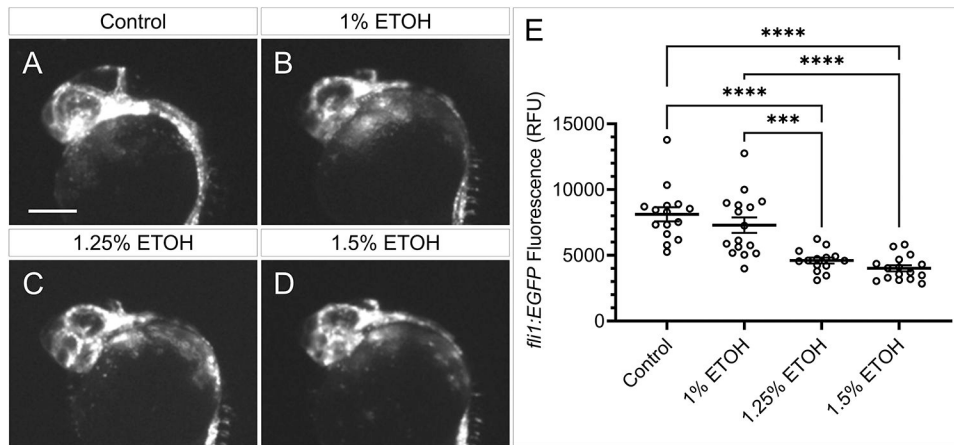 Control
1% ETOH
A
B
1.25% ETOH
1.5% ETOH
C
D
E
****
****
****
***
fli1:EGFP Fluorescence (RFU)
15000
10000
5000
0
Control
1% ETOH
1.25% ETOH
1.5% ETOH